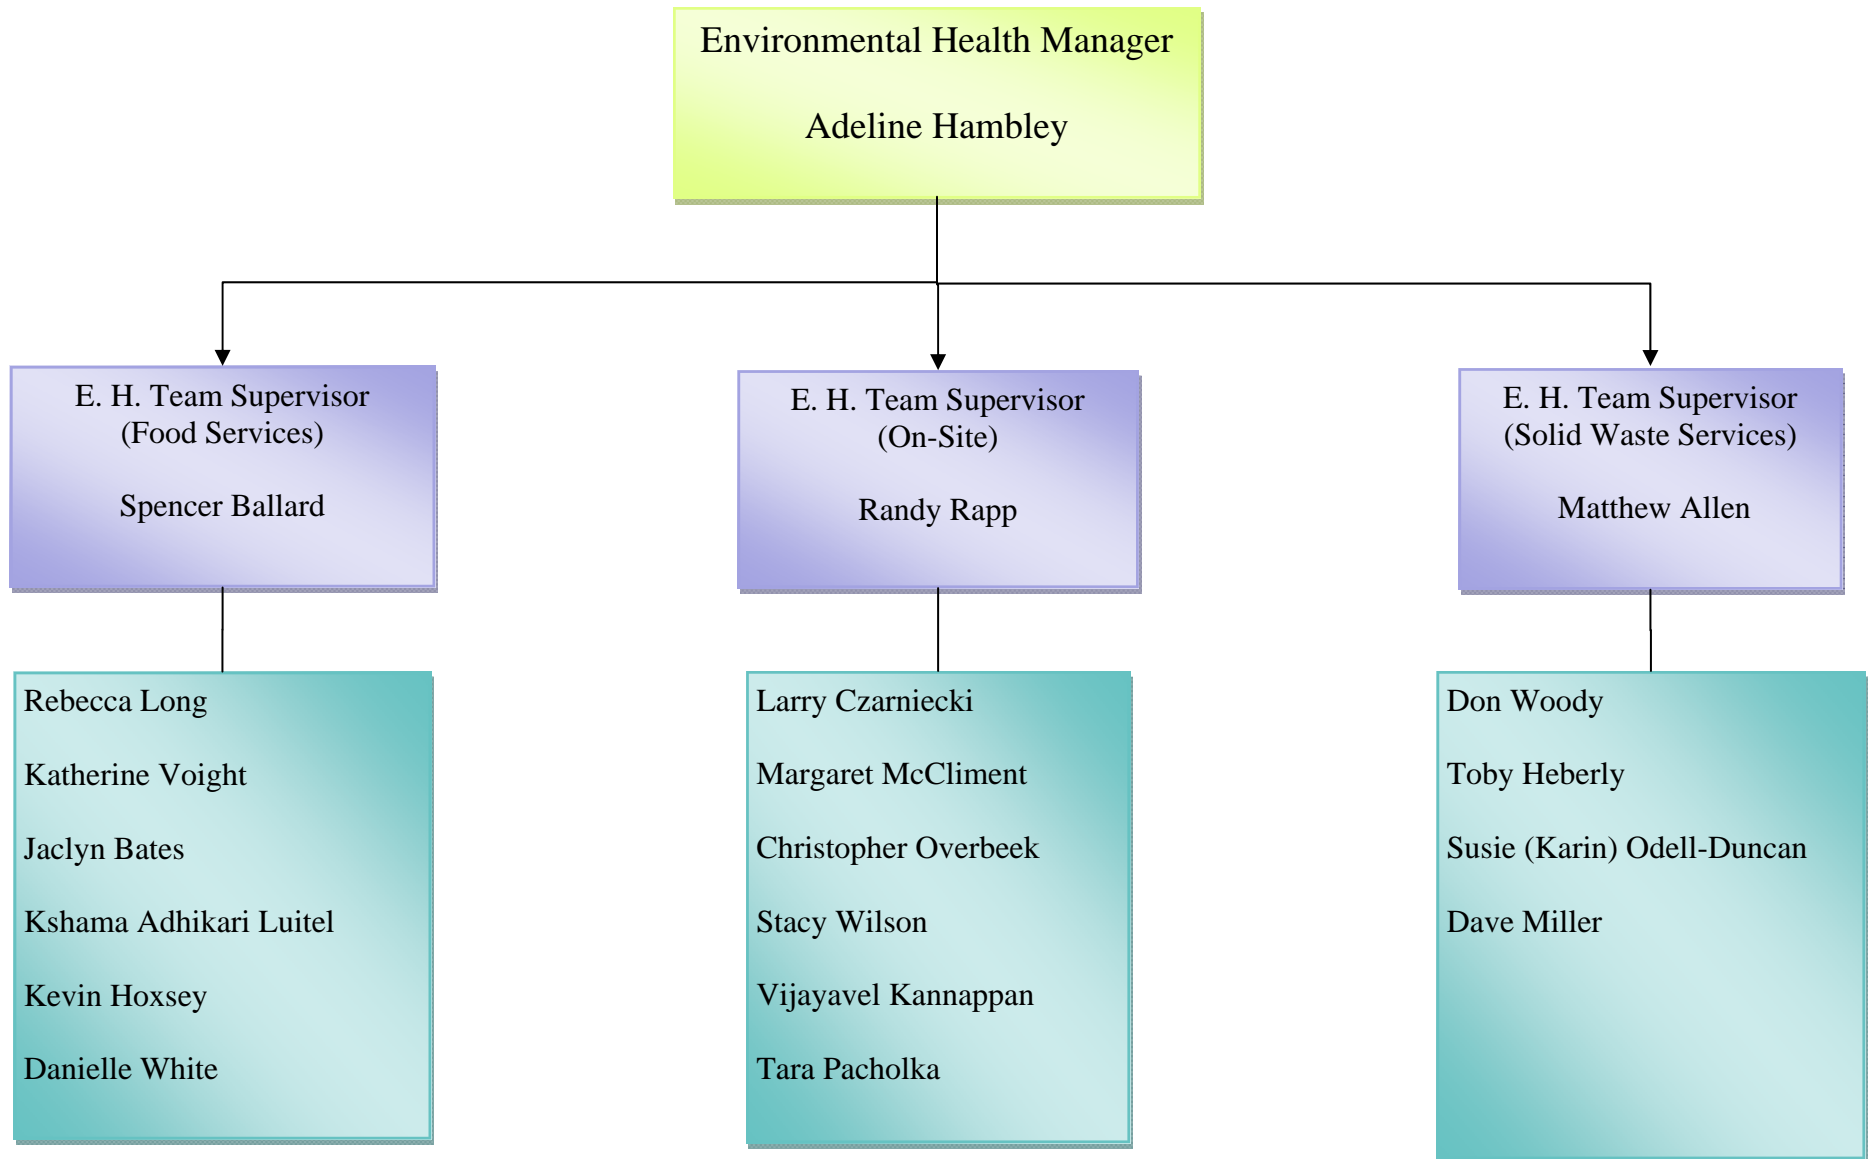 Environmental Health Manager
Adeline Hambley
E. H. Team Supervisor
(Food Services)
Spencer Ballard
E. H. Team Supervisor
(On-Site)
Randy Rapp
E. H. Team Supervisor
(Solid Waste Services)
Matthew Allen
Rebecca Long
Katherine Voight
Jaclyn Bates
Kshama Adhikari Luitel
Kevin Hoxsey
Danielle White
Larry Czarniecki
Margaret McCliment
Christopher Overbeek
Stacy Wilson
Vijayavel Kannappan
Tara Pacholka
Don Woody
Toby Heberly
Susie (Karin) Odell-Duncan
Dave Miller